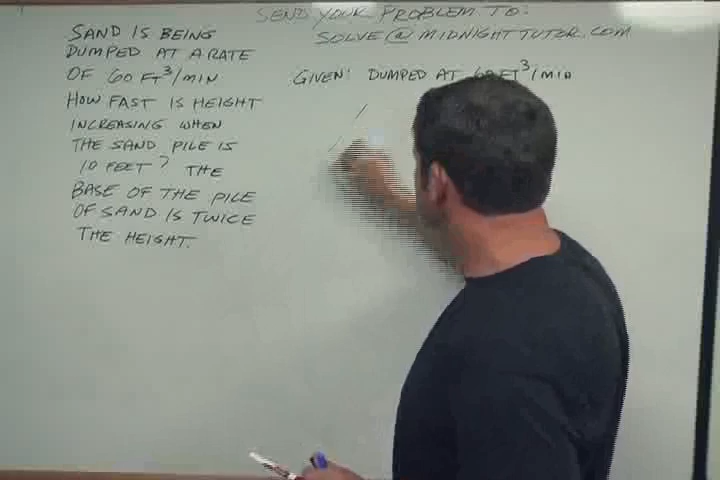 SEND YOUR PROBLEM TO:
SOLVE@MIDNIGHTTUTOR.COM
SAND IS BEING
DUMPED AT A RATE
OF 60 FT³/MIN
HOW FAST IS HEIGHT
INCREASING WHEN
THE SAND PILE IS
10 FEET? THE
BASE OF THE PILE
OF SAND IS TWICE
THE HEIGHT.
GIVEN: DUMPED AT 60 FT³/MIN